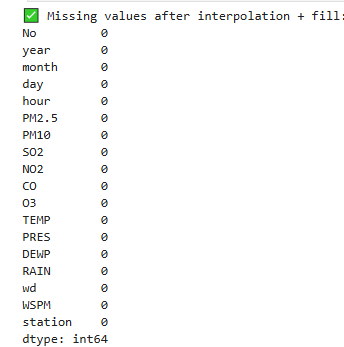 ✅ Missing values after interpolation + fill:
No 0
year 0
month 0
day 0
hour 0
PM2.5 0
PM10 0
SO2 0
NO2 0
CO 0
O3 0
TEMP 0
PRES 0
DEWP 0
RAIN 0
wd 0
WSPM 0
station 0
dtype: int64